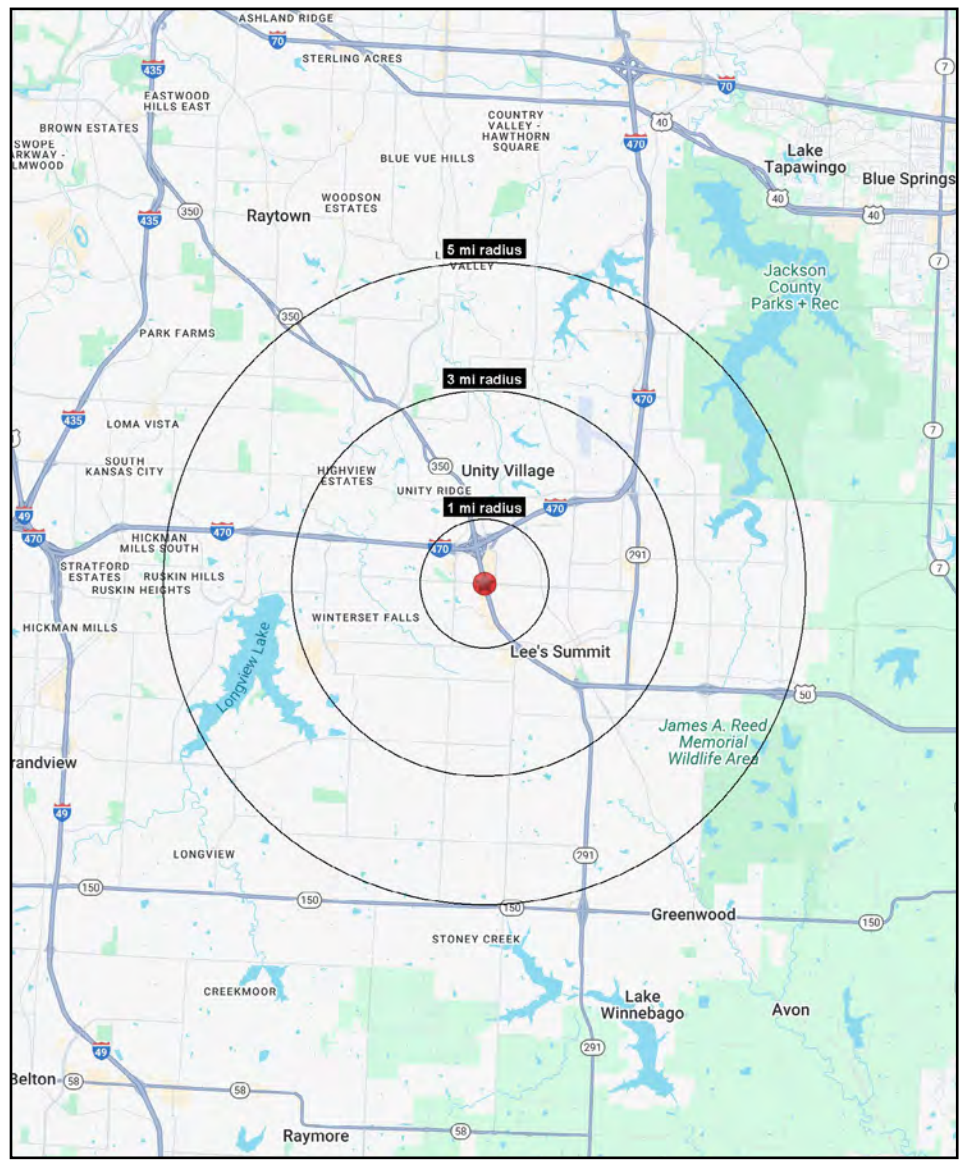 ASHLAND RIDGE
70
STERLING ACRES
435
70
7
EASTWOOD
HILLS EAST
COUNTRY
VALLEY -
HAWTHORN
SQUARE
40
BROWN ESTATES
SWOPE
ARKWAY -
LMWOOD
470
Lake
Tapawingo
BLUE VUE HILLS
Blue Springs
WOODSON
ESTATES
40
40
350
Raytown
435
5 mi radius
VALLEY
7
Jackson
County
Parks + Rec
350
PARK FARMS
3 mi radius
470
435
LOMA VISTA
7
SOUTH
KANSAS CITY
HIGHVIEW
ESTATES
350
Unity Village
UNITY RIDGE
1 mi radius
470
49
470
470
HICKMAN
MILLS SOUTH
470
291
STRATFORD
ESTATES
RUSKIN HILLS
RUSKIN HEIGHTS
7
WINTERSET FALLS
HICKMAN MILLS
Longview Lake
Lee's Summit
50
James A. Reed
Memorial
Wildlife Area
randview
49
LONGVIEW
291
150
150
150
Greenwood
150
STONEY CREEK
CREEKMOOR
Lake
Winnebago
Avon
291
49
Belton
58
58
Raymore
58